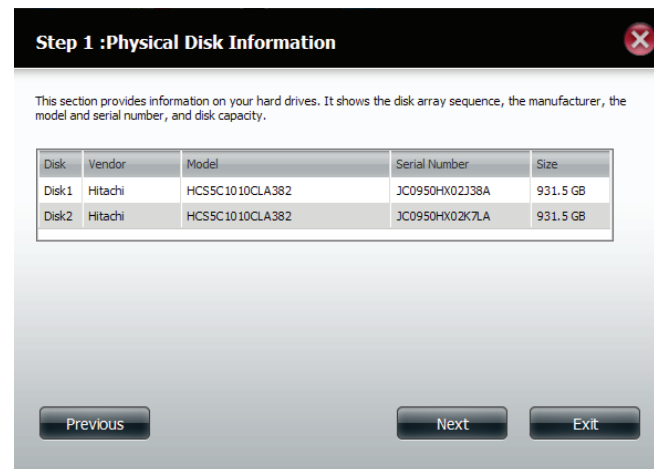 Step 1 :Physical Disk Information
This section provides information on your hard drives. It shows the disk array sequence, the manufacturer, the
model and serial number, and disk capacity.
Disk Vendor Model Serial Number Size
Disk1 Hitachi HCS5C1010CLA382 JC0950HX02J38A 931.5 GB
Disk2 Hitachi HCS5C1010CLA382 JC0950HX02K7LA 931.5 GB
Previous Next Exit